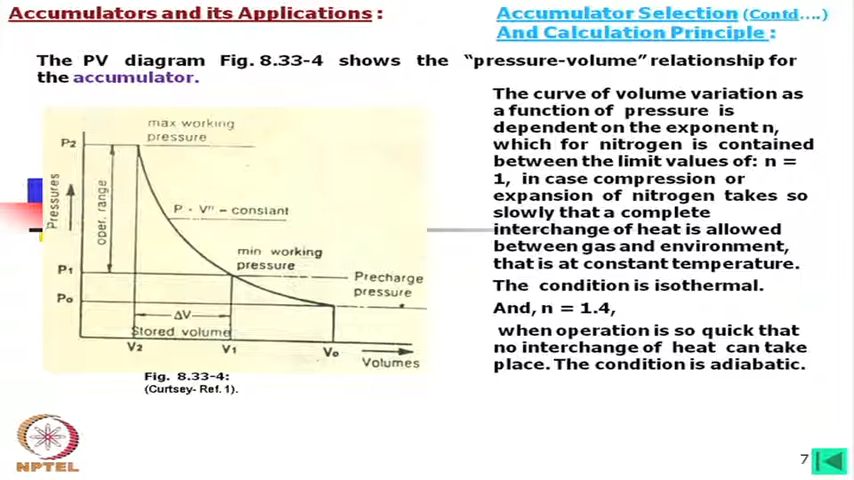 Accumulators and its Applications :
Accumulator Selection (Contd....)
And Calculation Principle :
The PV diagram Fig. 8.33-4 shows the “pressure-volume” relationship for
the accumulator.
max working
pressure
P2
Pressures
oper. range
P · Vⁿ - constant
min working
pressure
P1
Precharge
pressure
Po
ΔV
Stored volume
V2
V1
Vo
Volumes
Fig. 8.33-4:
(Curtsey- Ref. 1).
The curve of volume variation as
a function of pressure is
dependent on the exponent n,
which for nitrogen is contained
between the limit values of: n =
1, in case compression or
expansion of nitrogen takes so
slowly that a complete
interchange of heat is allowed
between gas and environment,
that is at constant temperature.
The condition is isothermal.
And, n = 1.4,
when operation is so quick that
no interchange of heat can take
place. The condition is adiabatic.
NPTEL
7